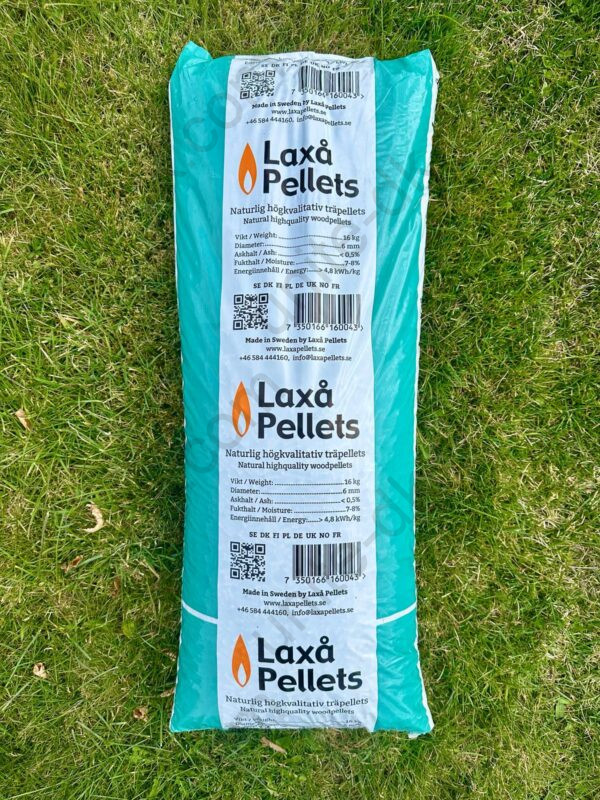 SE DK FI PL DE UK NO FR
7 350166 160043 >
Made in Sweden by Laxå Pellets
www.laxapellets.se
+46 584 444160, info@laxapellets.se
Laxå
Pellets
Naturlig högkvalitativ träpellets
Natural highquality woodpellets
Vikt / Weight:..............................16 kg
Diameter:..............................6 mm
Askhalt / Ash:..............................< 0,5%
Fukthalt / Moisture:....................7-8%
Energiinnehåll / Energy:......> 4,8 kWh/kg
SE DK FI PL DE UK NO FR
7 350166 160043 >
Made in Sweden by Laxå Pellets
www.laxapellets.se
+46 584 444160, info@laxapellets.se
Laxå
Pellets
Naturlig högkvalitativ träpellets
Natural highquality woodpellets
Vikt / Weight:..............................16 kg
Diameter:..............................6 mm
Askhalt / Ash:..............................< 0,5%
Fukthalt / Moisture:....................7-8%
Energiinnehåll / Energy:......> 4,8 kWh/kg
SE DK FI PL DE UK NO FR
7 350166 160043 >
Made in Sweden by Laxå Pellets
www.laxapellets.se
+46 584 444160, info@laxapellets.se
Laxå
Pellets
Naturlig högkvalitativ träpellets
Natural highquality woodpellets